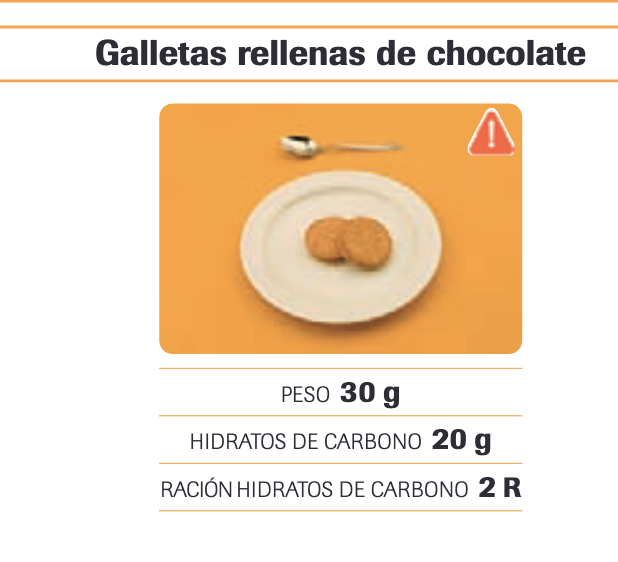 Galletas rellenas de chocolate
PESO 30 g
HIDRATOS DE CARBONO 20 g
RACIÓN HIDRATOS DE CARBONO 2 R